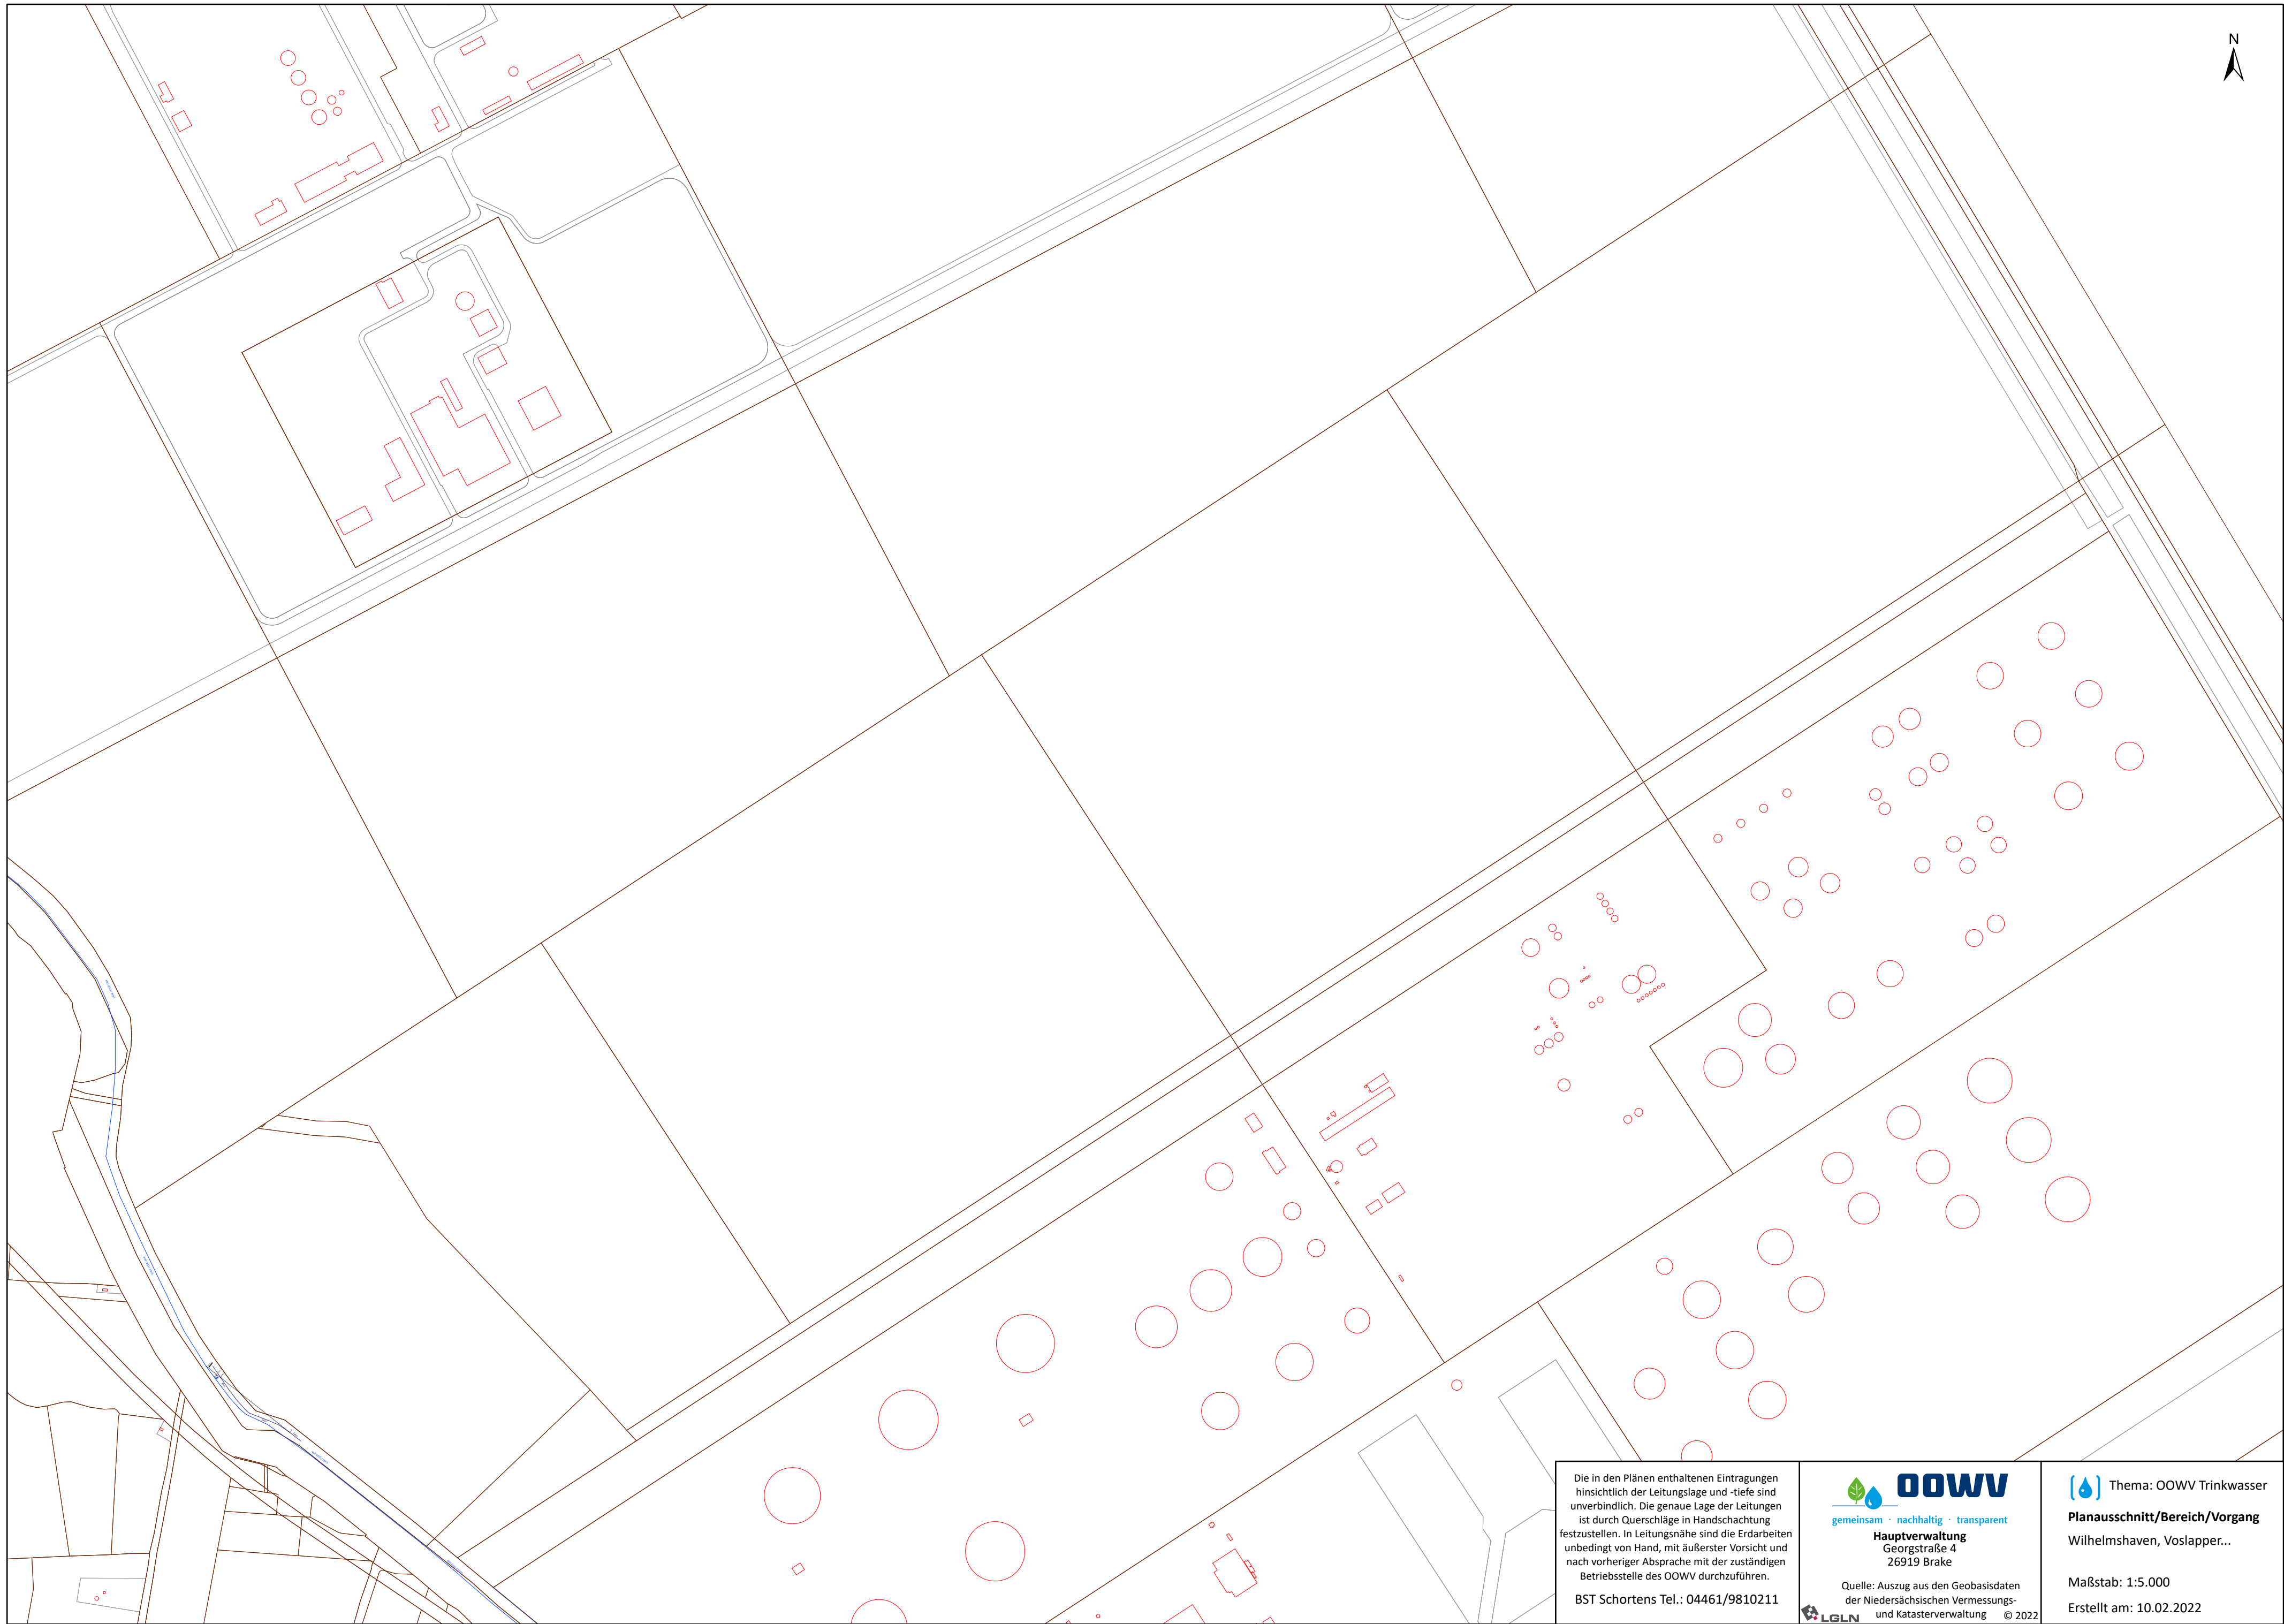 N
Die in den Plänen enthaltenen Eintragungen
hinsichtlich der Leitungslage und -tiefe sind
unverbindlich. Die genaue Lage der Leitungen
ist durch Querschläge in Handschachtung
festzustellen. In Leitungsnähe sind die Erdarbeiten
unbedingt von Hand, mit äußerster Vorsicht und
nach vorheriger Absprache mit der zuständigen
Betriebsstelle des OOWV durchzuführen.
BST Schortens Tel.: 04461/9810211
OOWV
gemeinsam · nachhaltig · transparent
Hauptverwaltung
Georgstraße 4
26919 Brake
Quelle: Auszug aus den Geobasisdaten
der Niedersächsischen Vermessungs-
und Katasterverwaltung © 2022
LGLN
Thema: OOWV Trinkwasser
Planausschnitt/Bereich/Vorgang
Wilhelmshaven, Voslapper...
Maßstab: 1:5.000
Erstellt am: 10.02.2022